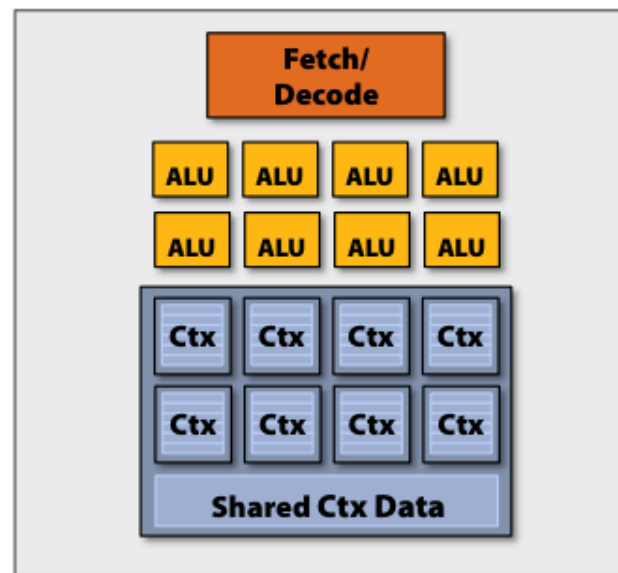 Fetch/
Decode
ALU ALU ALU ALU
ALU ALU ALU ALU
Ctx Ctx Ctx Ctx
Ctx Ctx Ctx Ctx
Shared Ctx Data